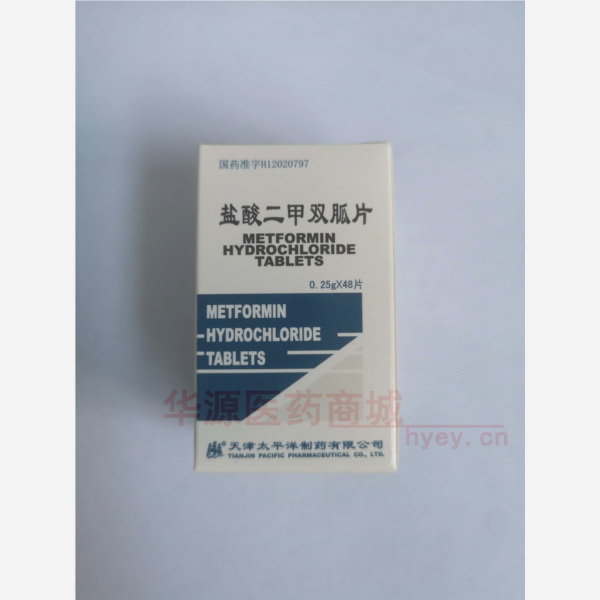 国药准字H12020797
盐酸二甲双胍片
METFORMIN
HYDROCHLORIDE
TABLETS
0.25gX48片
METFORMIN
HYDROCHLORIDE
TABLETS
华源医药商城
hyey.cn
天津太平洋制药有限公司
TIANJIN PACIFIC PHARMACEUTICAL CO., LTD.